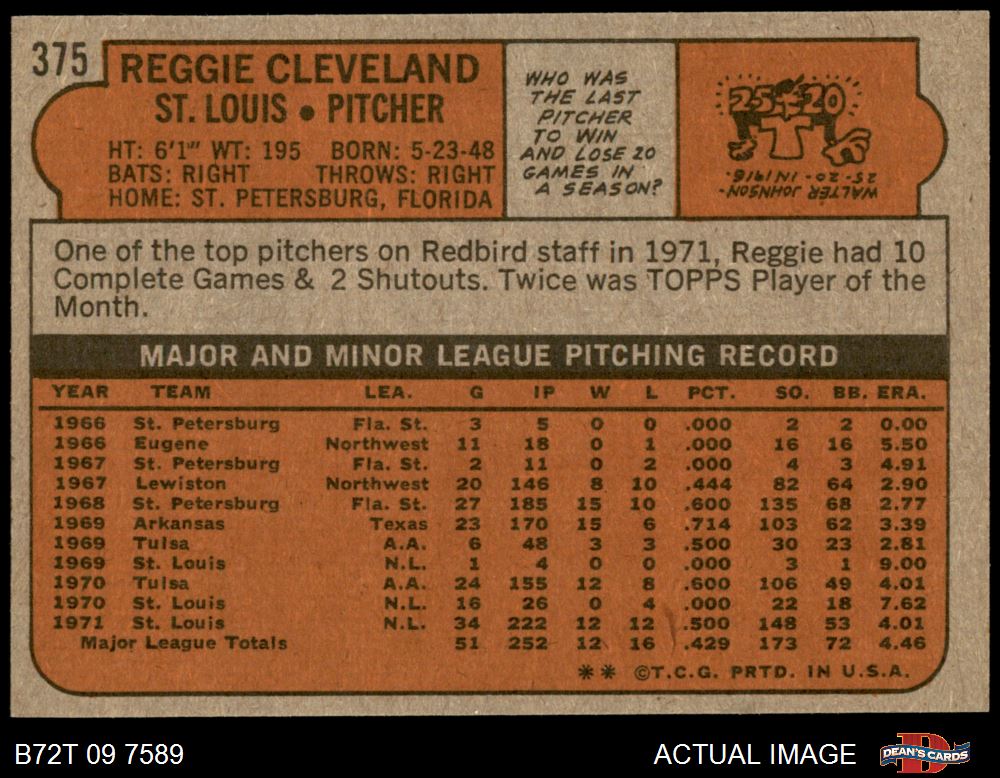 375
REGGIE CLEVELAND
ST. LOUIS • PITCHER
HT: 6'1" WT: 195 BORN: 5-23-48
BATS: RIGHT THROWS: RIGHT
HOME: ST. PETERSBURG, FLORIDA
WHO WAS
THE LAST
PITCHER
TO WIN
AND LOSE 20
GAMES IN
A SEASON?
25 20
WALTER JOHNSON-
25-20-IN 1916.
One of the top pitchers on Redbird staff in 1971, Reggie had 10
Complete Games & 2 Shutouts. Twice was TOPPS Player of the
Month.
MAJOR AND MINOR LEAGUE PITCHING RECORD
YEAR TEAM LEA. G IP W L PCT. SO. BB. ERA.
1966 St. Petersburg Fla. St. 3 5 0 0 .000 2 2 0.00
1966 Eugene Northwest 11 18 0 1 .000 16 16 5.50
1967 St. Petersburg Fla. St. 2 11 0 2 .000 4 3 4.91
1967 Lewiston Northwest 20 146 8 10 .444 82 64 2.90
1968 St. Petersburg Fla. St. 27 185 15 10 .600 135 68 2.77
1969 Arkansas Texas 23 170 15 6 .714 103 62 3.39
1969 Tulsa A.A. 6 48 3 3 .500 30 23 2.81
1969 St. Louis N.L. 1 4 0 0 .000 3 1 9.00
1970 Tulsa A.A. 24 155 12 8 .600 106 49 4.01
1970 St. Louis N.L. 16 26 0 4 .000 22 18 7.62
1971 St. Louis N.L. 34 222 12 12 .500 148 53 4.01
Major League Totals 51 252 12 16 .429 173 72 4.46
** ©T.C.G. PRTD. IN U.S.A.
B72T 09 7589
ACTUAL IMAGE
DEAN'S CARDS